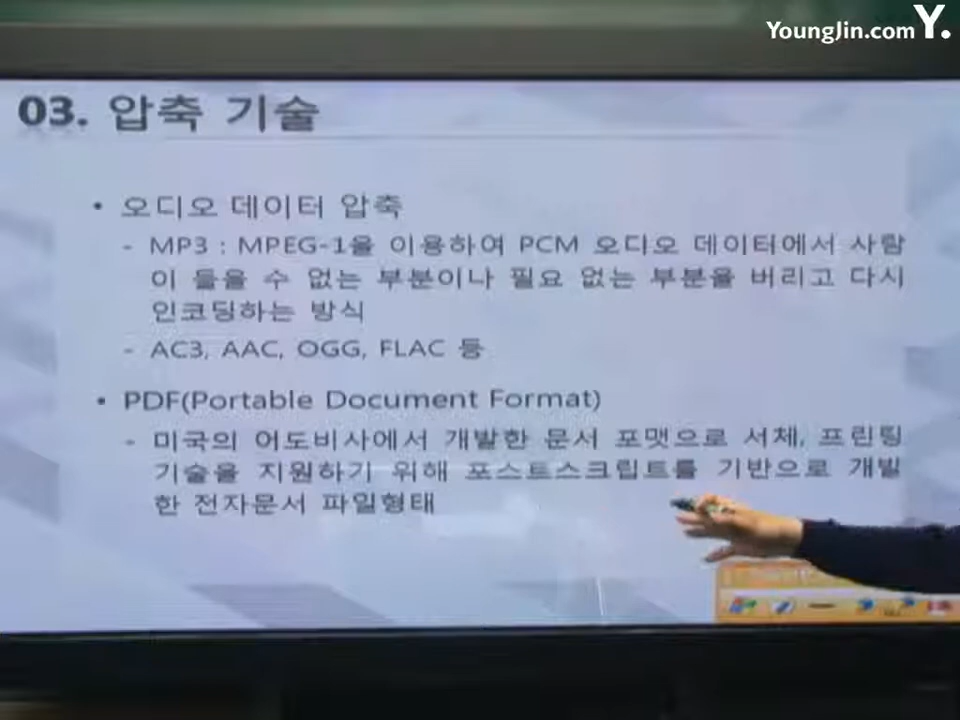 YoungJin.com Y.
03. 압축 기술
• 오디오 데이터 압축
- MP3 : MPEG-1을 이용하여 PCM 오디오 데이터에서 사람
이 들을 수 없는 부분이나 필요 없는 부분을 버리고 다시
인코딩하는 방식
- AC3, AAC, OGG, FLAC 등
• PDF(Portable Document Format)
- 미국의 어도비사에서 개발한 문서 포맷으로 서체, 프린팅
기술을 지원하기 위해 포스트스크립트를 기반으로 개발
한 전자문서 파일형태